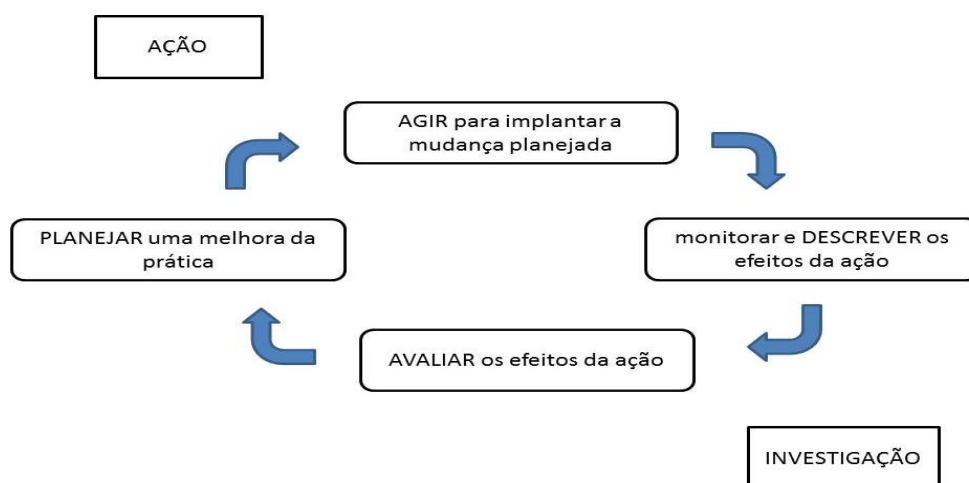 AÇÃO
AGIR para implantar a
mudança planejada
PLANEJAR uma melhora da
prática
monitorar e DESCREVER os
efeitos da ação
AVALIAR os efeitos da ação
INVESTIGAÇÃO